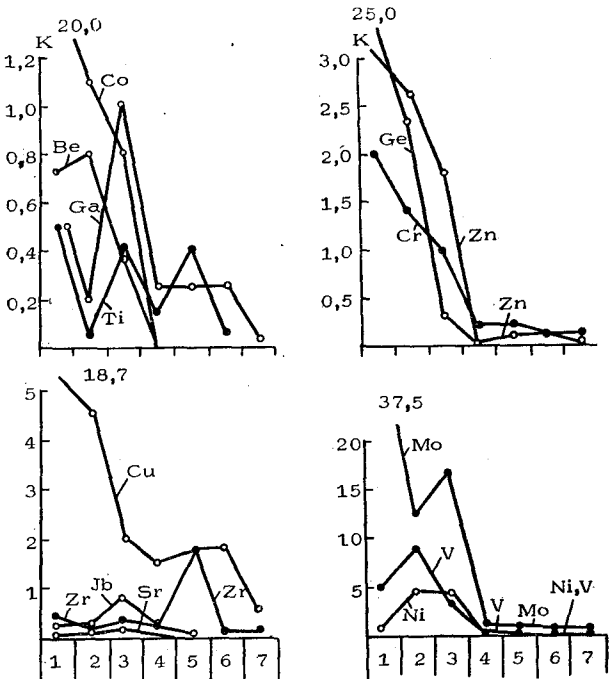 20,0
K
1,2
Co
1,0
Be
0,8
0,6
Ga
0,4
0,2
Ti
25,0
K
3,0
2,5
Ge
2,0
1,5
Cr
Zn
1,0
0,5
Zn
18,7
5
4
Cu
3
2
1
Zr
Jb
Sr
Zr
1 2 3 4 5 6 7
37,5
20
Mo
15
10
V
5
Ni
V
Mo
Ni,V
1 2 3 4 5 6 7